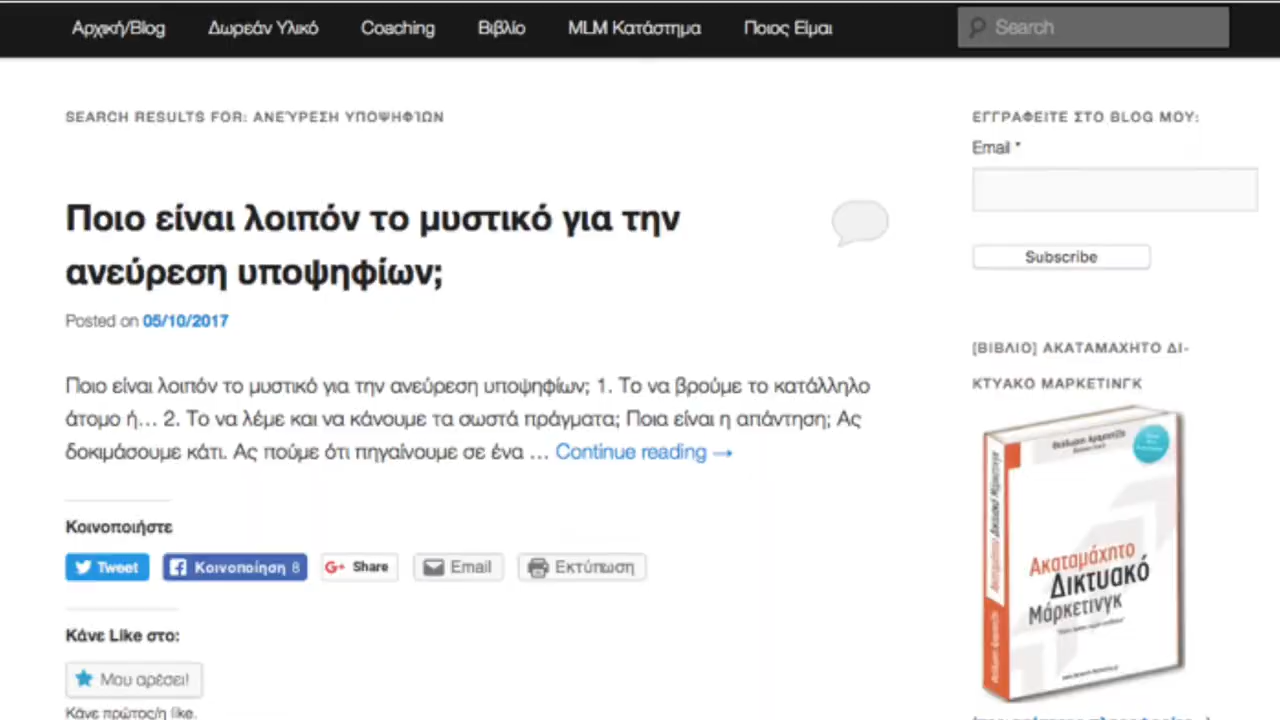 Αρχική/Blog Δωρεάν Υλικό Coaching Βιβλίο MLM Κατάστημα Ποιος Είμαι Search
SEARCH RESULTS FOR: ΑΝΕΎΡΕΣΗ ΥΠΟΨΗΦΊΩΝ
Ποιο είναι λοιπόν το μυστικό για την
ανεύρεση υποψηφίων;
Posted on 05/10/2017
Ποιο είναι λοιπόν το μυστικό για την ανεύρεση υποψηφίων; 1. Το να βρούμε το κατάλληλο
άτομο ή… 2. Το να λέμε και να κάνουμε τα σωστά πράγματα; Ποια είναι η απάντηση; Ας
δοκιμάσουμε κάτι. Ας πούμε ότι πηγαίνουμε σε ένα … Continue reading →
Κοινοποιήστε
Tweet Κοινοποίηση 8 G+ Share Email Εκτύπωση
Κάνε Like στο:
Μου αρέσει!
Κάνε πρώτος/η like.
ΕΓΓΡΑΦΕΙΤΕ ΣΤΟ BLOG ΜΟΥ:
Email *
Subscribe
[ΒΙΒΛΙΟ] ΑΚΑΤΑΜΑΧΗΤΟ ΔΙ-
ΚΤΥΑΚΟ ΜΑΡΚΕΤΙΝΓΚ
Ακαταμάχητο
Δικτυακό
Μάρκετινγκ